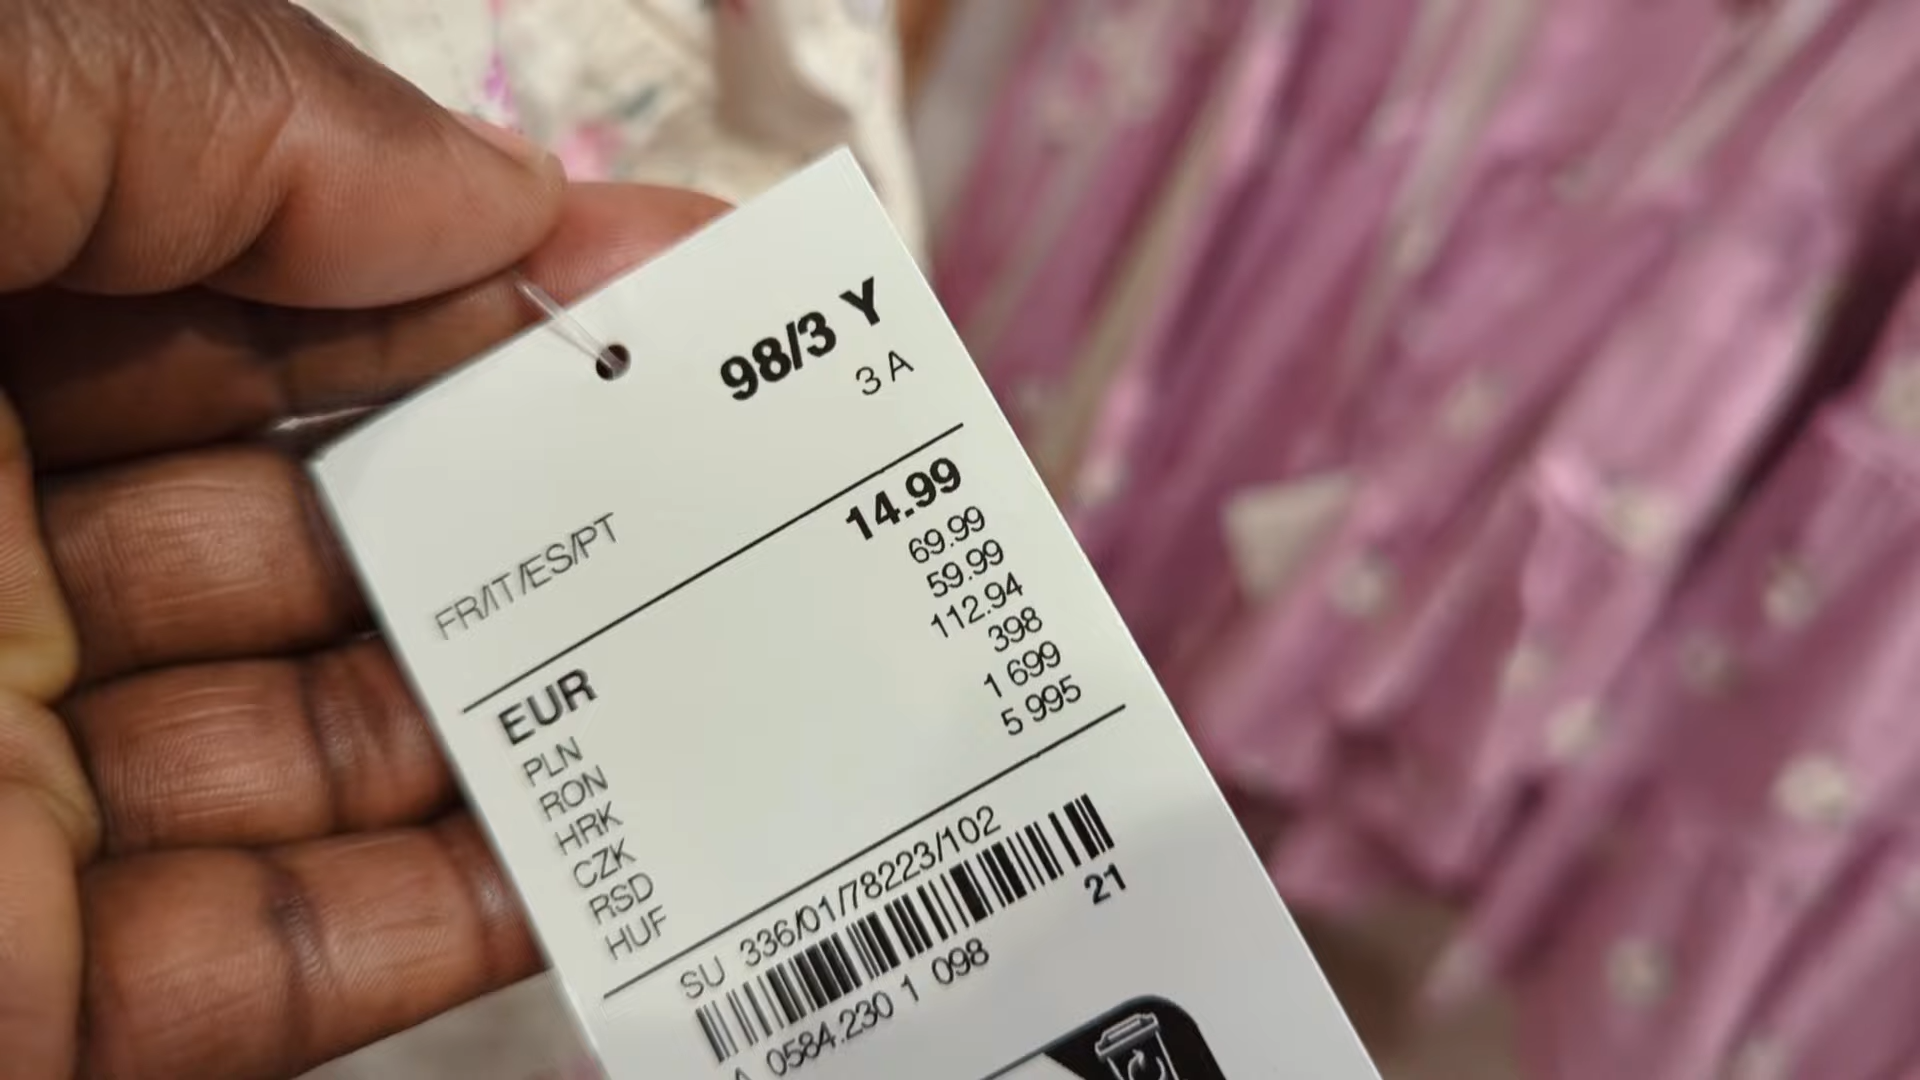 98/3 Y
3 A
FR/IT/ES/PT
EUR 14.99
PLN 69.99
RON 59.99
HRK 112.94
CZK 398
RSD 1 699
HUF 5 995
SU 336/01/78223/102
21
0584.230 1 098